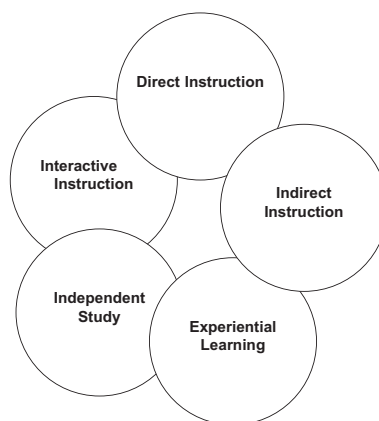 Direct Instruction
Interactive
Instruction
Indirect
Instruction
Independent
Study
Experiential
Learning